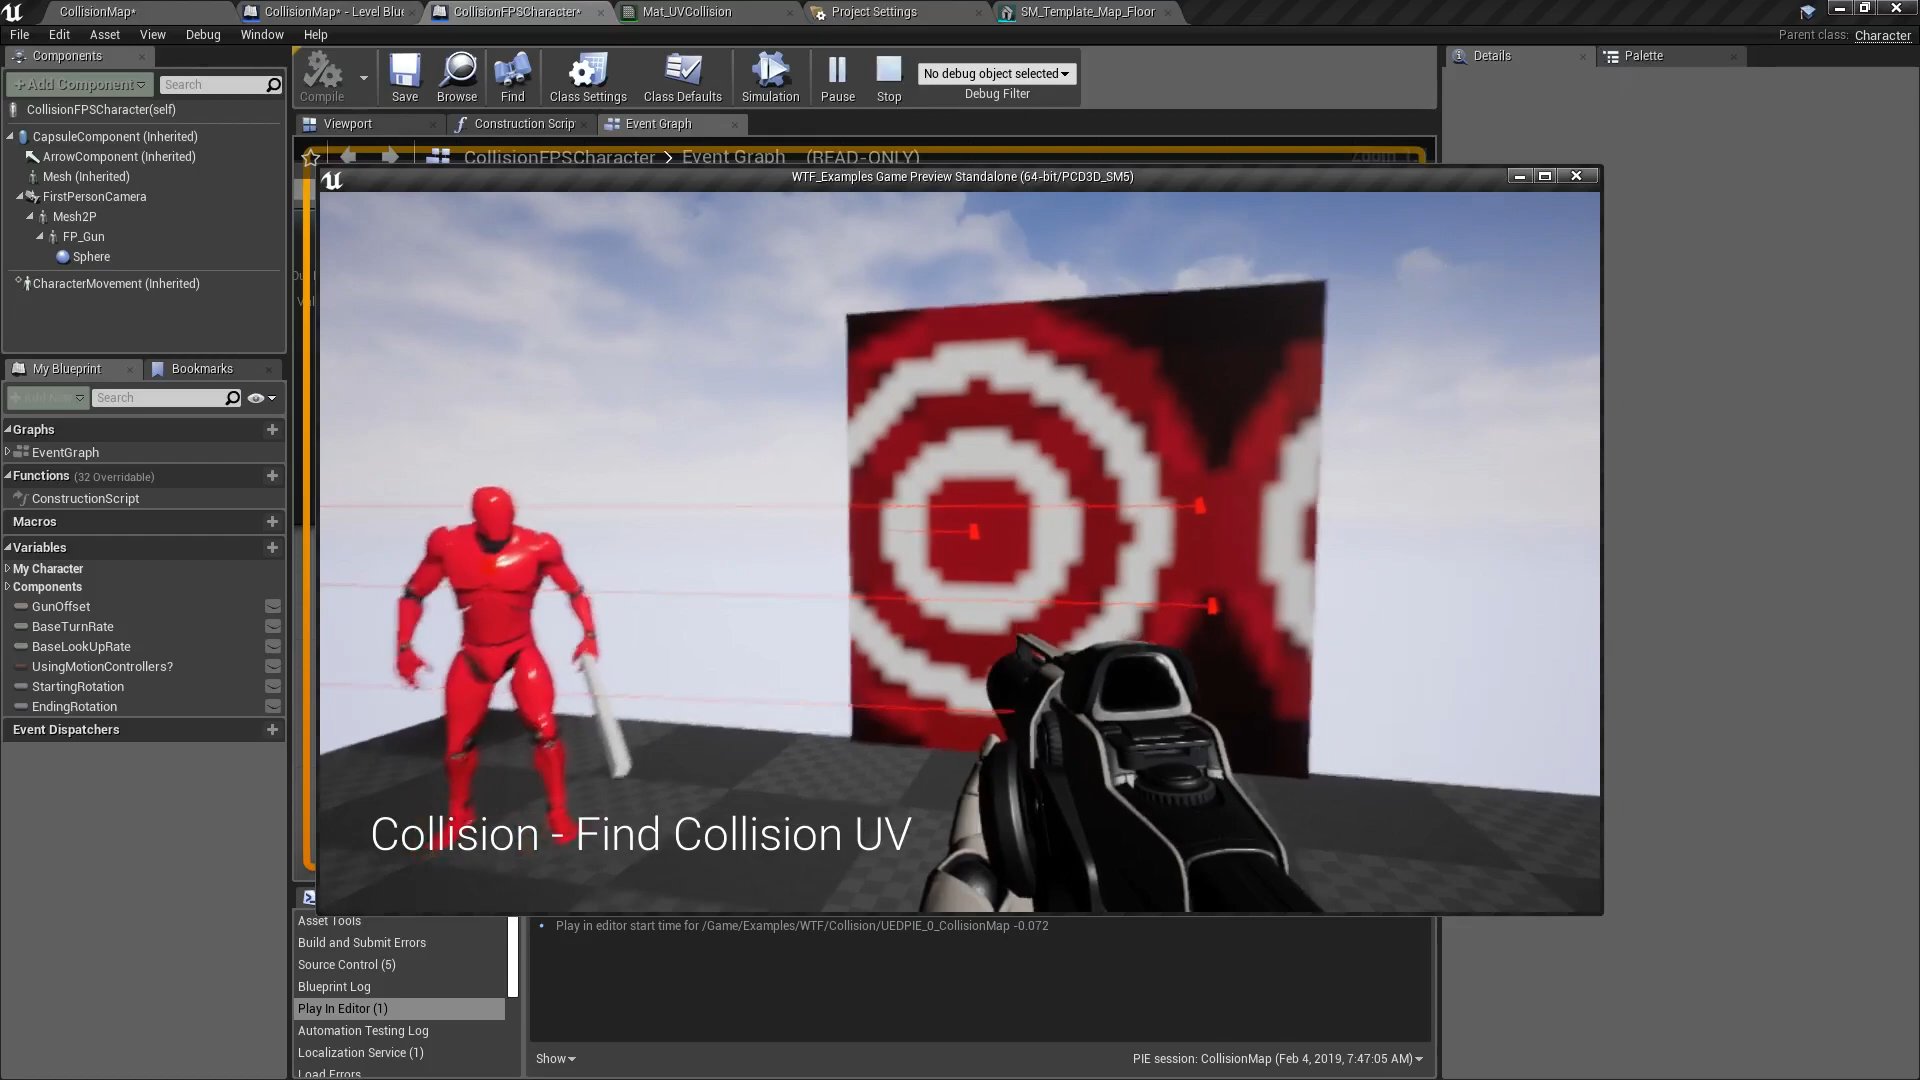 CollisionMap*
CollisionMap* - Level Blue
CollisionFPSCharacter*
Mat_UVCollision
Project Settings
SM_Template_Map_Floor
File Edit Asset View Debug Window Help
Parent class: Character
Components
+Add Component
Search
CollisionFPSCharacter(self)
CapsuleComponent (Inherited)
ArrowComponent (Inherited)
Mesh (Inherited)
FirstPersonCamera
Mesh2P
FP_Gun
Sphere
CharacterMovement (Inherited)
Compile
Save
Browse
Find
Class Settings
Class Defaults
Simulation
Pause
Stop
No debug object selected
Debug Filter
Details
Palette
Viewport
Construction Scrip
Event Graph
CollisionFPSCharacter > Event Graph (READ-ONLY)
WTF_Examples Game Preview Standalone (64-bit/PCD3D_SM5)
Collision - Find Collision UV
My Blueprint
Bookmarks
+ Add New
Search
Graphs
EventGraph
Functions (32 Overridable)
ConstructionScript
Macros
Variables
My Character
Components
GunOffset
BaseTurnRate
BaseLookUpRate
UsingMotionControllers?
StartingRotation
EndingRotation
Event Dispatchers
Asset Tools
Build and Submit Errors
Source Control (5)
Blueprint Log
Play In Editor (1)
Automation Testing Log
Localization Service (1)
Load Errors
Play in editor start time for /Game/Examples/WTF/Collision/UEDPIE_0_CollisionMap -0.072
Show
PIE session: CollisionMap (Feb 4, 2019, 7:47:05 AM)